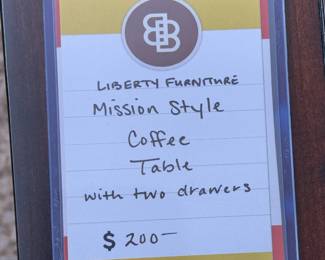 LIBERTY FURNITURE
Mission Style
Coffee
Table
with two drawers
$ 200—